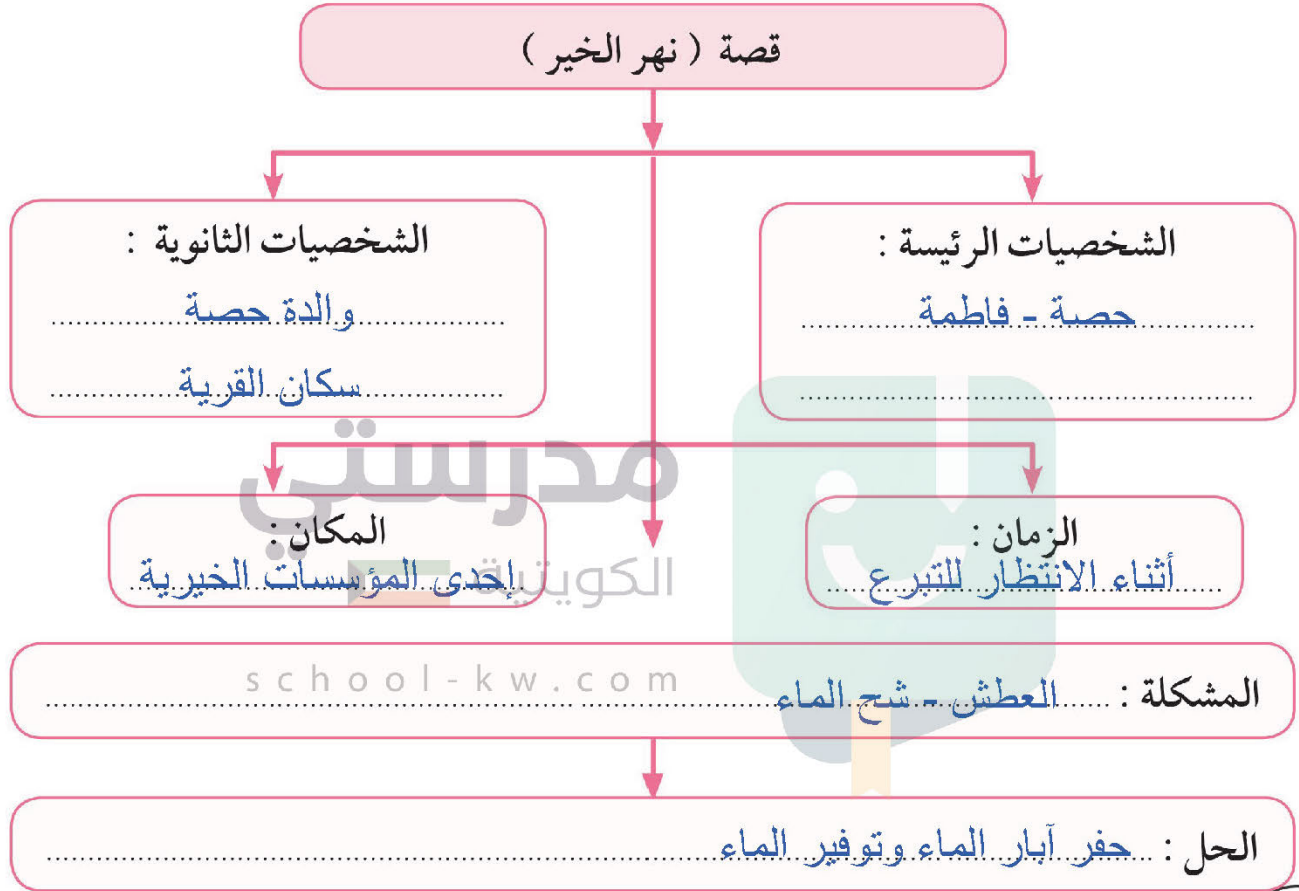 قصة ( نهر الخير )
الشخصيات الرئيسة :
حصة - فاطمة
الشخصيات الثانوية :
والدة حصة
سكان القرية
مدرستي
الكويتية
school-kw.com
الزمان :
أثناء الانتظار للتبرع
المكان :
إحدى المؤسسات الخيرية
المشكلة : العطش - شح الماء
الحل : حفر آبار الماء وتوفير الماء